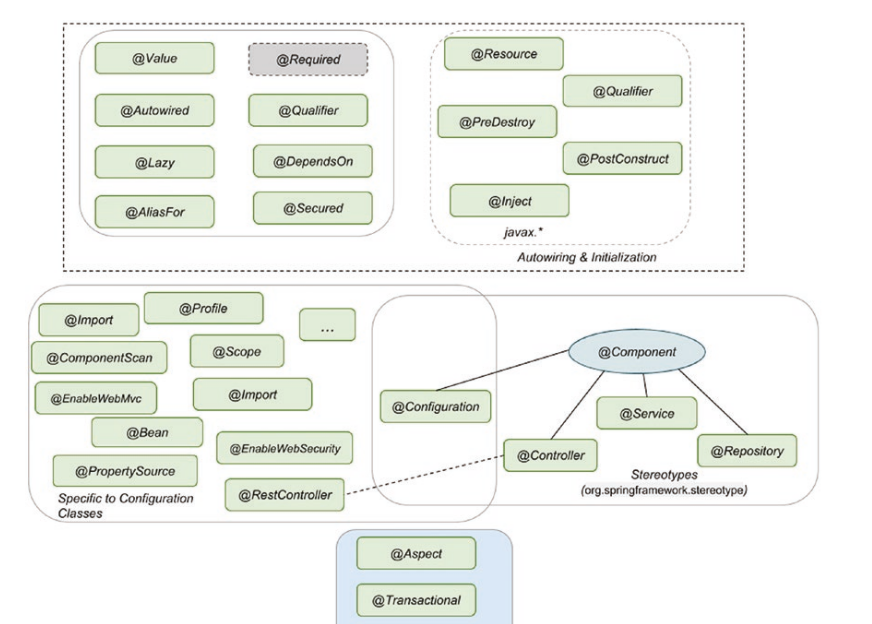 @Value
@Required
@Autowired
@Qualifier
@Lazy
@DependsOn
@AliasFor
@Secured
@Resource
@Qualifier
@PreDestroy
@PostConstruct
@Inject
javax.*
Autowiring & Initialization
@Import
@Profile
...
@ComponentScan
@Scope
@EnableWebMvc
@Import
@Bean
@EnableWebSecurity
@PropertySource
@RestController
Specific to Configuration
Classes
@Component
@Configuration
@Service
@Controller
@Repository
Stereotypes
(org.springframework.stereotype)
@Aspect
@Transactional